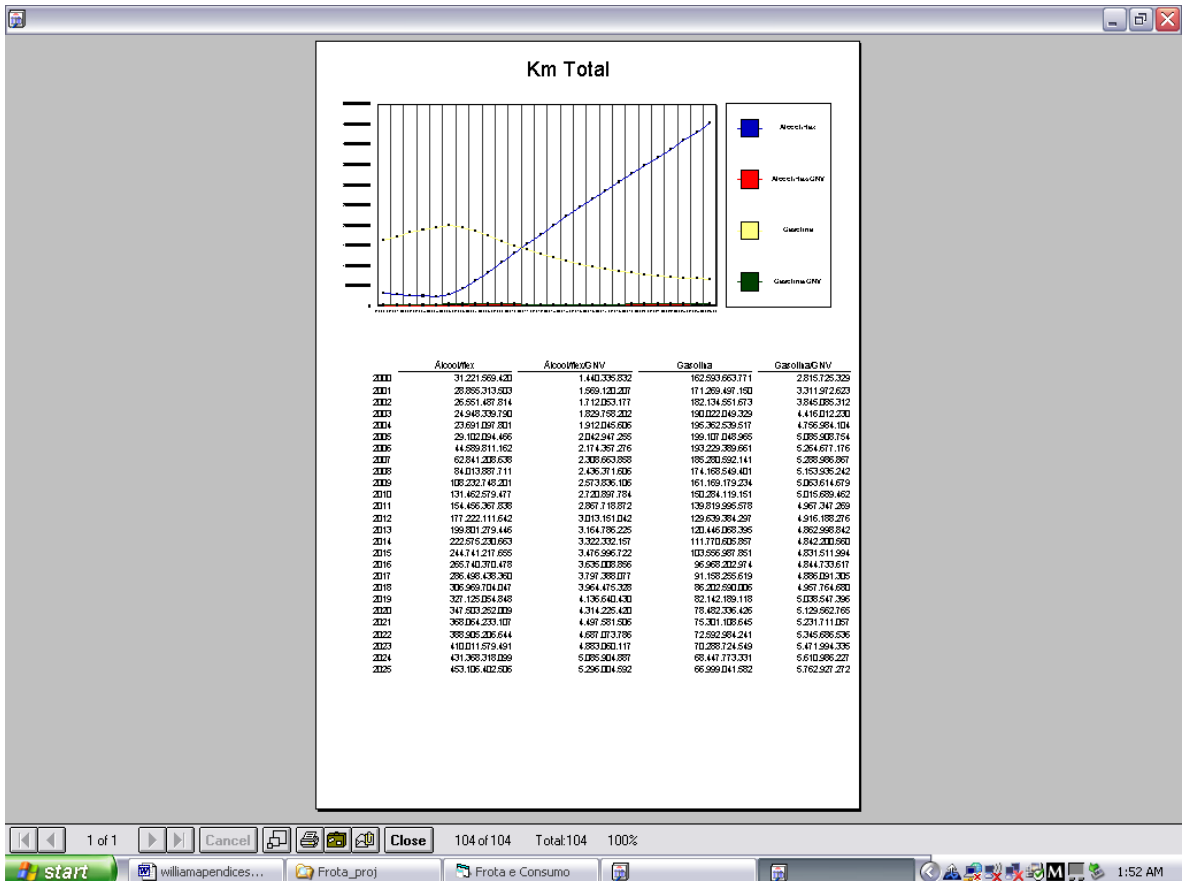 Km Total
Álcool/flex
Álcool/flex/GNV
Gasolina
Gasolina/GNV
Álcool/flex Álcool/flex/GNV Gasolina Gasolina/GNV
2000 31.221.569.420 1.440.335.832 162.593.663.771 2.815.725.329
2001 28.855.313.503 1.569.120.207 171.269.497.150 3.311.972.623
2002 26.551.487.814 1.712.053.177 182.134.551.673 3.845.085.312
2003 24.948.339.790 1.829.758.202 190.022.049.329 4.416.012.230
2004 23.691.097.801 1.912.045.606 195.362.539.517 4.756.984.104
2005 29.102.094.466 2.042.947.255 199.107.048.965 5.085.908.754
2006 44.589.811.162 2.174.357.276 193.229.389.661 5.264.677.176
2007 62.841.208.638 2.308.663.858 185.280.592.141 5.288.986.867
2008 84.013.887.711 2.436.371.606 174.168.549.401 5.153.935.242
2009 108.232.748.201 2.573.836.106 161.169.179.234 5.063.614.679
2010 131.462.579.477 2.720.897.784 150.284.119.151 5.015.689.462
2011 154.456.367.838 2.867.718.872 139.819.995.578 4.967.347.269
2012 177.222.111.642 3.013.151.042 129.639.384.297 4.916.188.276
2013 199.801.279.446 3.164.786.225 120.446.068.395 4.862.998.842
2014 222.575.230.663 3.322.332.157 111.770.605.857 4.842.200.560
2015 244.741.217.655 3.476.996.722 103.556.987.851 4.831.511.994
2016 265.740.370.478 3.635.008.856 96.968.202.974 4.844.733.617
2017 286.498.438.360 3.797.388.077 91.158.255.619 4.886.091.305
2018 306.969.704.047 3.964.475.328 86.202.590.006 4.957.764.680
2019 327.125.054.848 4.136.640.430 82.142.189.118 5.038.547.396
2020 347.503.252.009 4.314.225.420 78.482.336.426 5.129.562.765
2021 368.064.233.107 4.497.581.506 75.301.108.645 5.231.711.057
2022 388.905.206.644 4.687.073.786 72.592.984.241 5.345.686.536
2023 410.011.579.491 4.883.060.117 70.288.724.549 5.471.994.335
2024 431.368.318.099 5.085.904.887 68.447.773.331 5.610.986.227
2025 453.106.402.506 5.296.004.592 66.999.041.582 5.762.927.272
1 of 1 Cancel Close 104 of 104 Total:104 100%
start williamapendices... Frota_proj Frota e Consumo M 1:52 AM